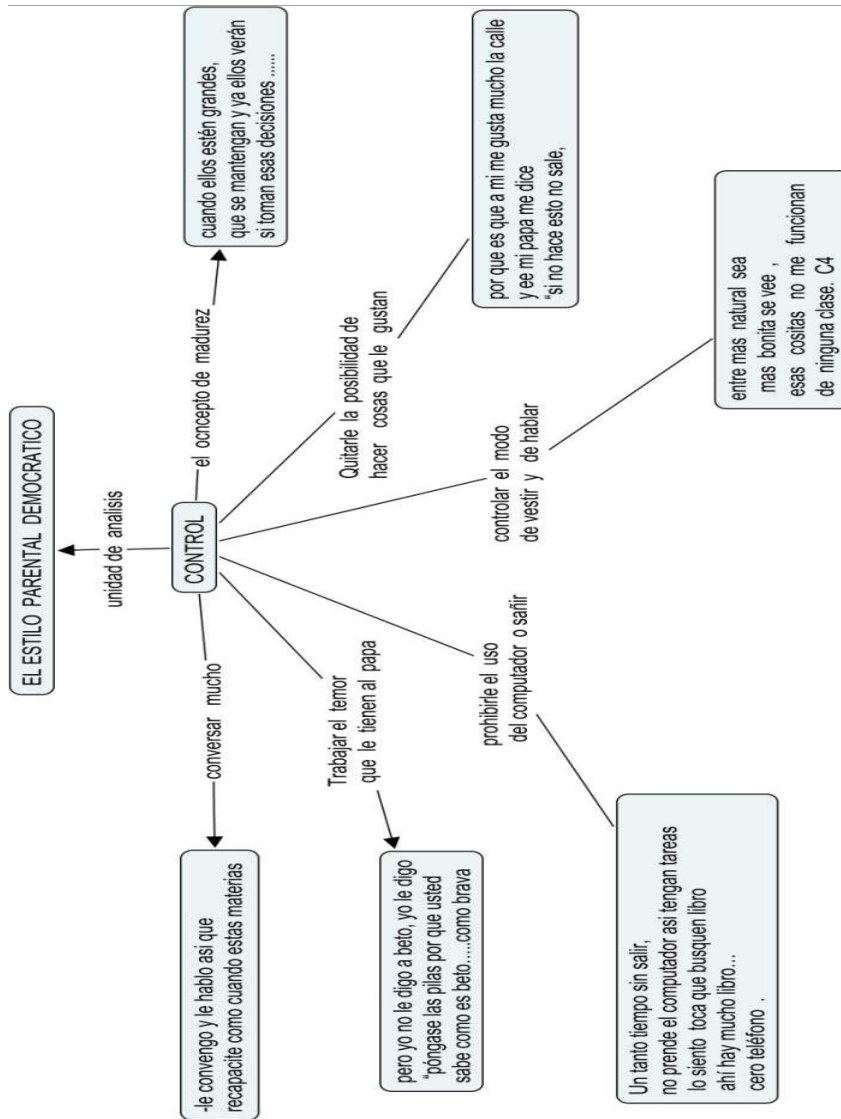 EL ESTILO PARENTAL DEMOCRATICO
unidad de analisis
CONTROL
conversar mucho
-le convengo y le hablo asi que
recapacite como cuando estas materias
Trabajar el temor
que le tienen al papa
pero yo no le digo a beto, yo le digo
"póngase las pilas por que usted
sabe como es beto.....como brava
prohibirle el uso
del computador o sañir
Un tanto tiempo sin salir,
no prende el computador asi tengan tareas
lo siento toca que busquen libro
ahí hay mucho libro...
cero teléfono .
controlar el modo
de vestir y de hablar
entre mas natural sea
mas bonita se vee ,
esas cositas no me funcionan
de ninguna clase. C4
Quitarle la posibilidad de
hacer cosas que le gustan
por que es que a mi me gusta mucho la calle
y ee mi papa me dice
"si no hace esto no sale,
el ocncepto de madurez
cuando ellos estén grandes,
que se mantengan y ya ellos verán
si toman esas decisiones ......